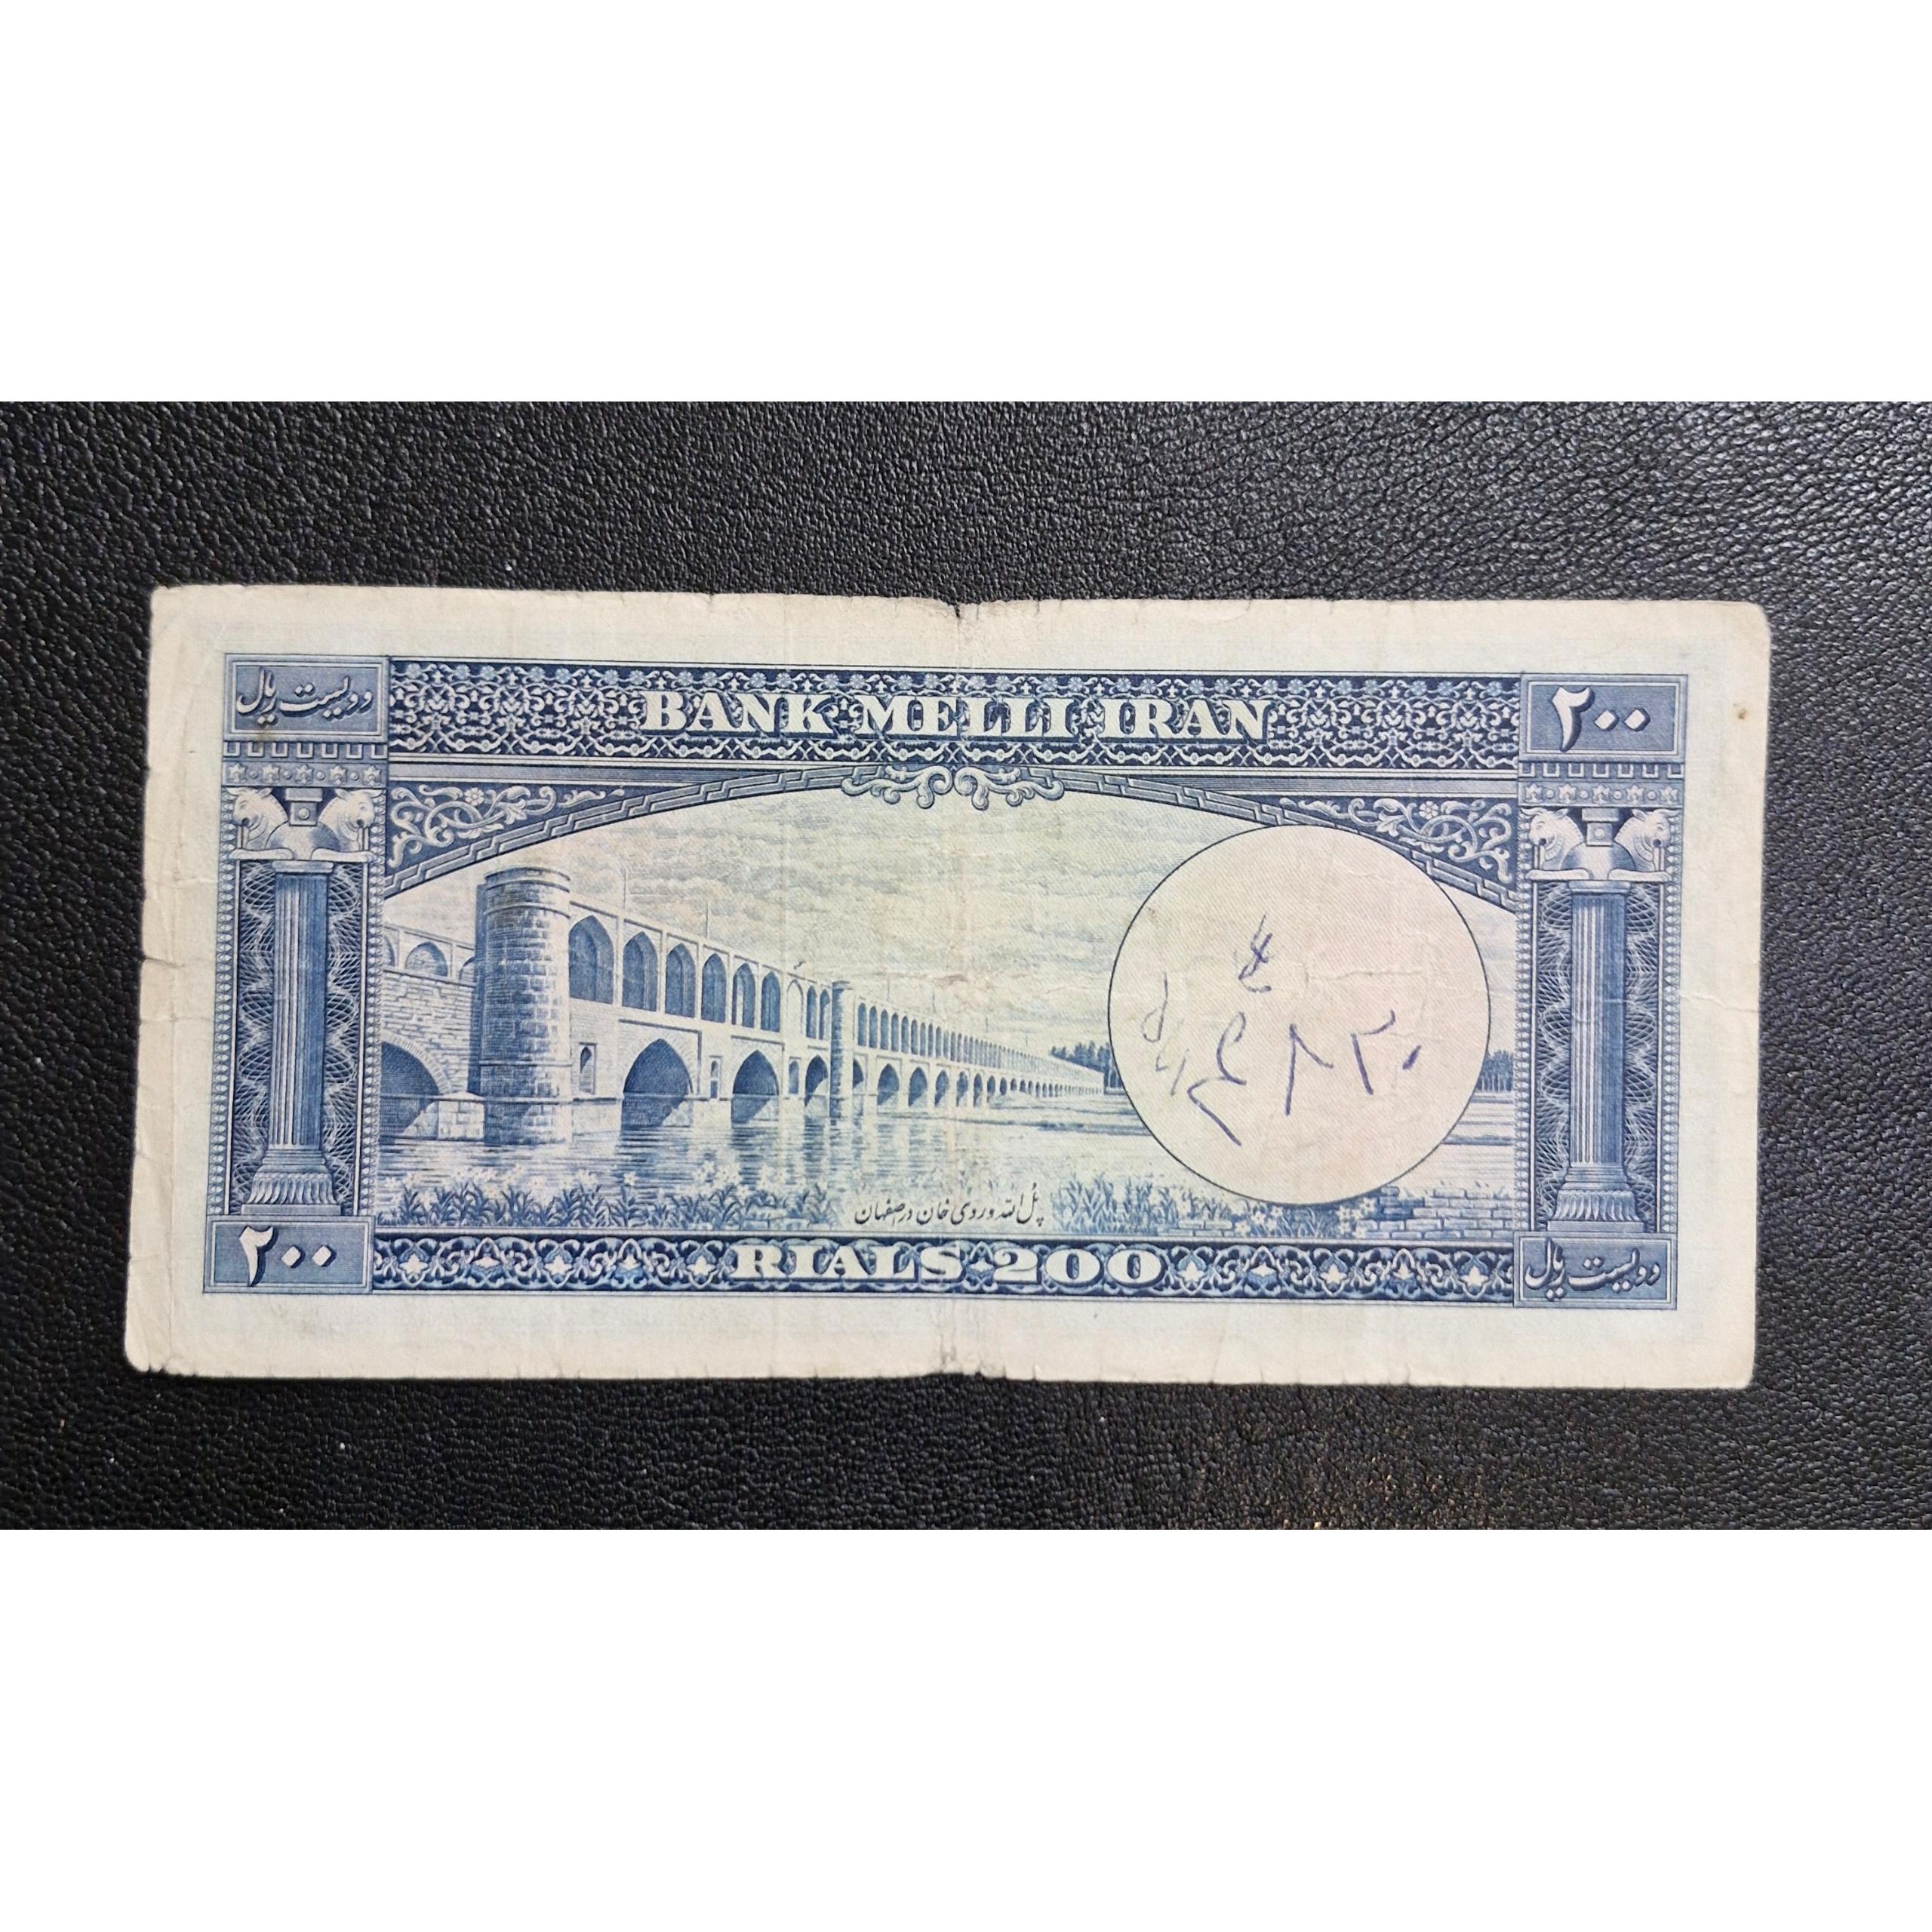 دویست ریال
BANK MELLI IRAN
۲۰۰
پل الله وردی خان در اصفهان
۲۰۰
RIALS 200
دویست ریال